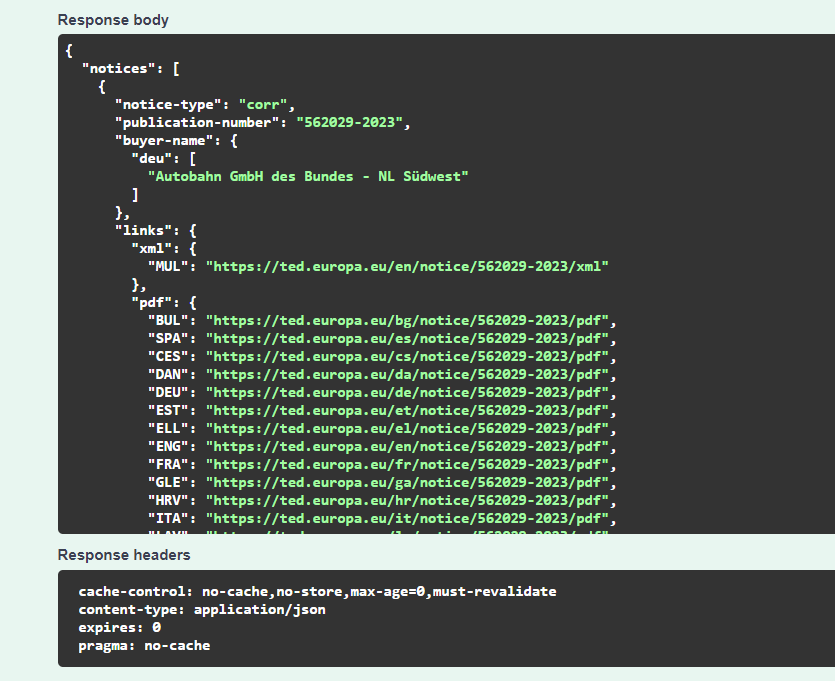 Response body
{
  "notices": [
    {
      "notice-type": "corr",
      "publication-number": "562029-2023",
      "buyer-name": {
        "deu": [
          "Autobahn GmbH des Bundes - NL Südwest"
        ]
      },
      "links": {
        "xml": {
          "MUL": "https://ted.europa.eu/en/notice/562029-2023/xml"
        },
        "pdf": {
          "BUL": "https://ted.europa.eu/bg/notice/562029-2023/pdf",
          "SPA": "https://ted.europa.eu/es/notice/562029-2023/pdf",
          "CES": "https://ted.europa.eu/cs/notice/562029-2023/pdf",
          "DAN": "https://ted.europa.eu/da/notice/562029-2023/pdf",
          "DEU": "https://ted.europa.eu/de/notice/562029-2023/pdf",
          "EST": "https://ted.europa.eu/et/notice/562029-2023/pdf",
          "ELL": "https://ted.europa.eu/el/notice/562029-2023/pdf",
          "ENG": "https://ted.europa.eu/en/notice/562029-2023/pdf",
          "FRA": "https://ted.europa.eu/fr/notice/562029-2023/pdf",
          "GLE": "https://ted.europa.eu/ga/notice/562029-2023/pdf",
          "HRV": "https://ted.europa.eu/hr/notice/562029-2023/pdf",
          "ITA": "https://ted.europa.eu/it/notice/562029-2023/pdf",
Response headers
cache-control: no-cache,no-store,max-age=0,must-revalidate
content-type: application/json
expires: 0
pragma: no-cache